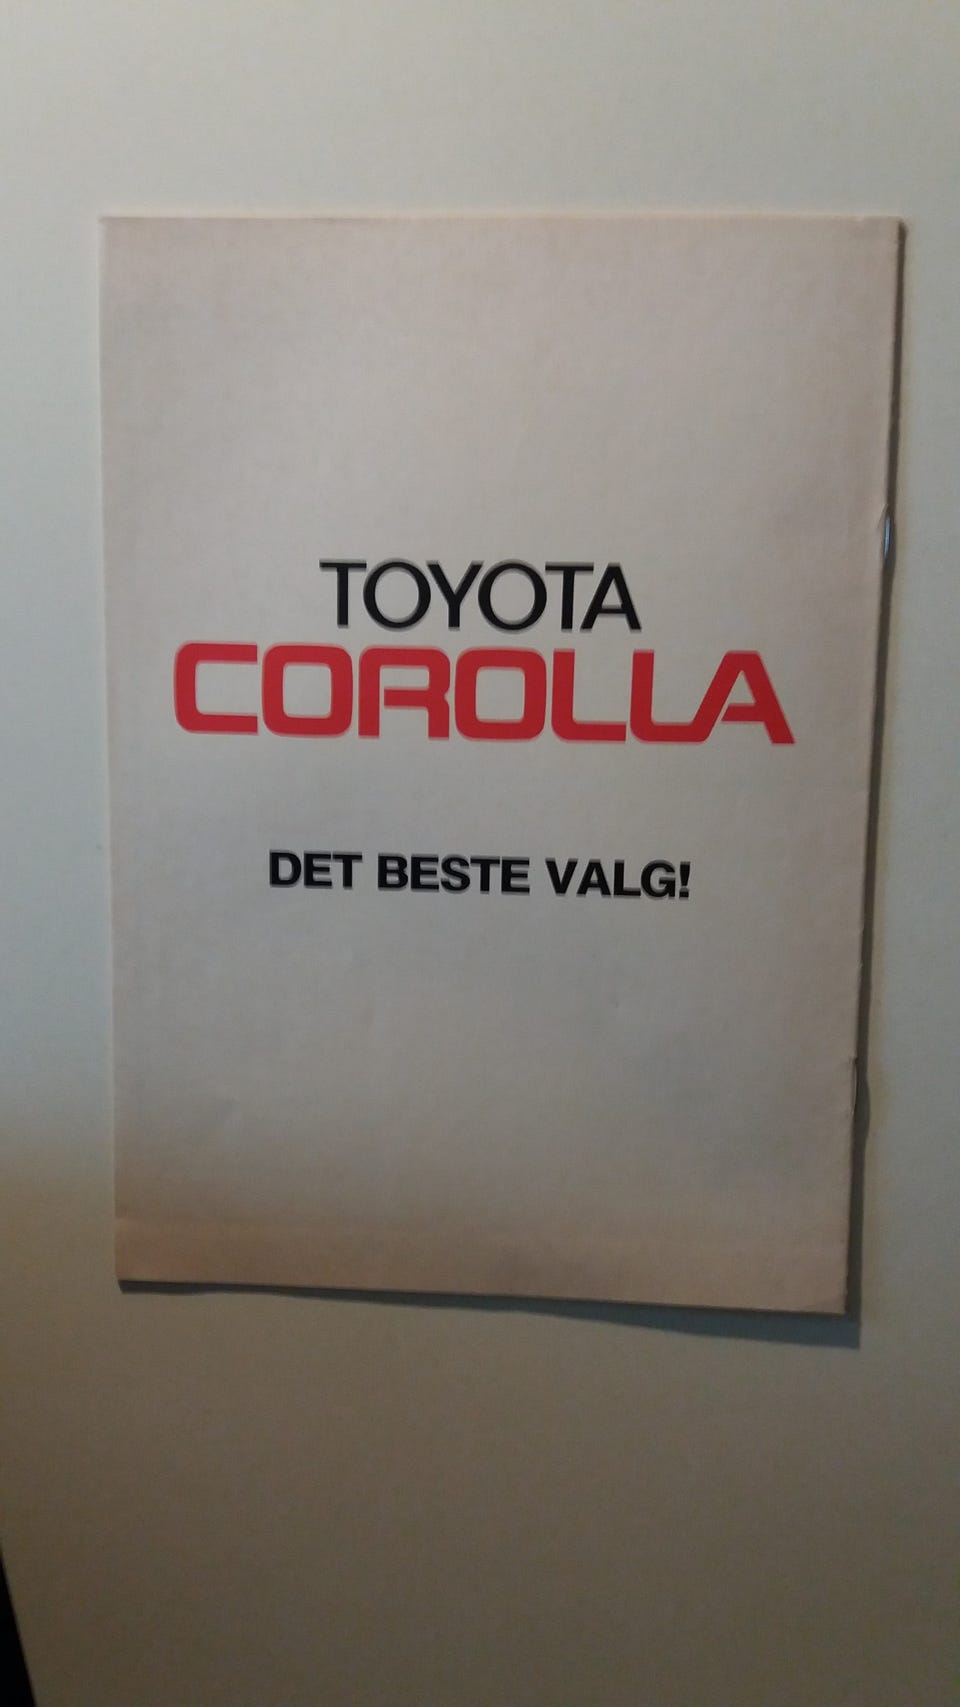 TOYOTA
COROLLA
DET BESTE VALG!